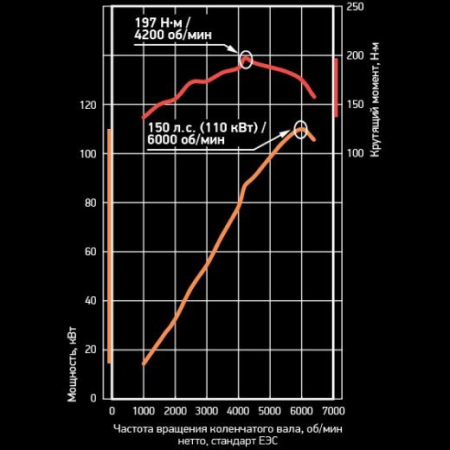 250
197 Н·м /
4200 об/мин
200
150
120
150 л.с. (110 кВт) /
6000 об/мин
100
100
80
60
40
20
0
Крутящий момент, Н·м
Мощность, кВт
0 1000 2000 3000 4000 5000 6000 7000
Частота вращения коленчатого вала, об/мин
нетто, стандарт ЕЭС